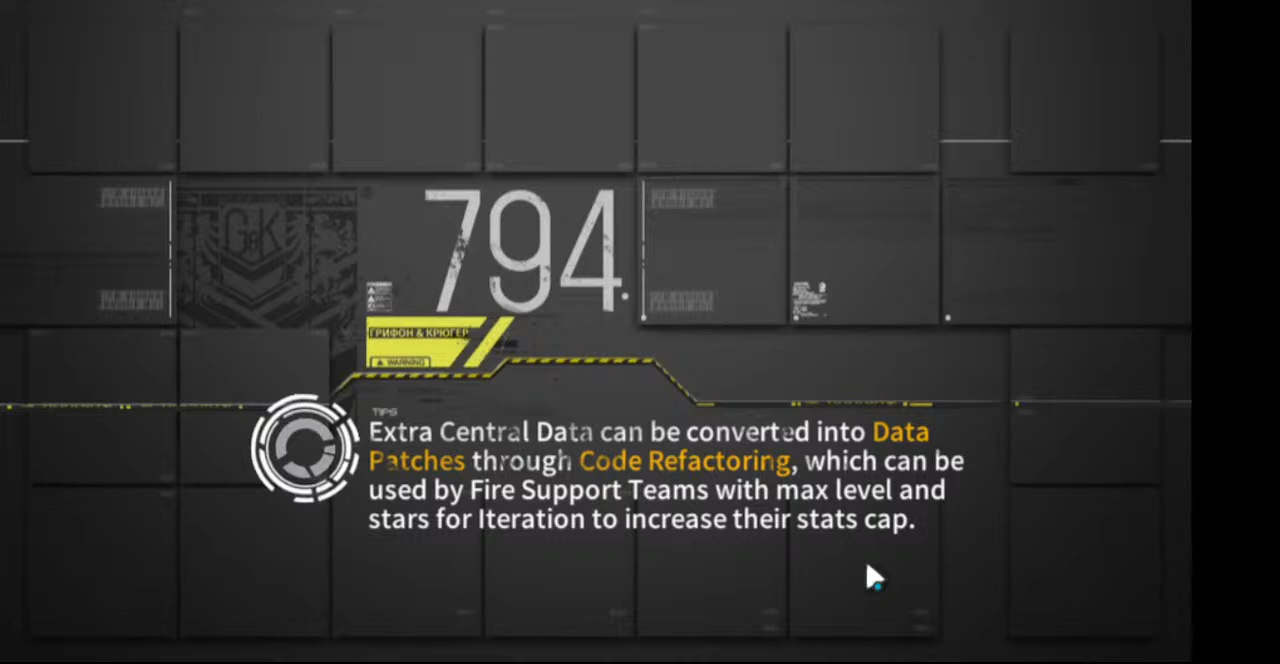 G&K
794.
ГРИФОН & КРЮГЕР
WARNING
TIPS
Extra Central Data can be converted into Data
Patches through Code Refactoring, which can be
used by Fire Support Teams with max level and
stars for Iteration to increase their stats cap.